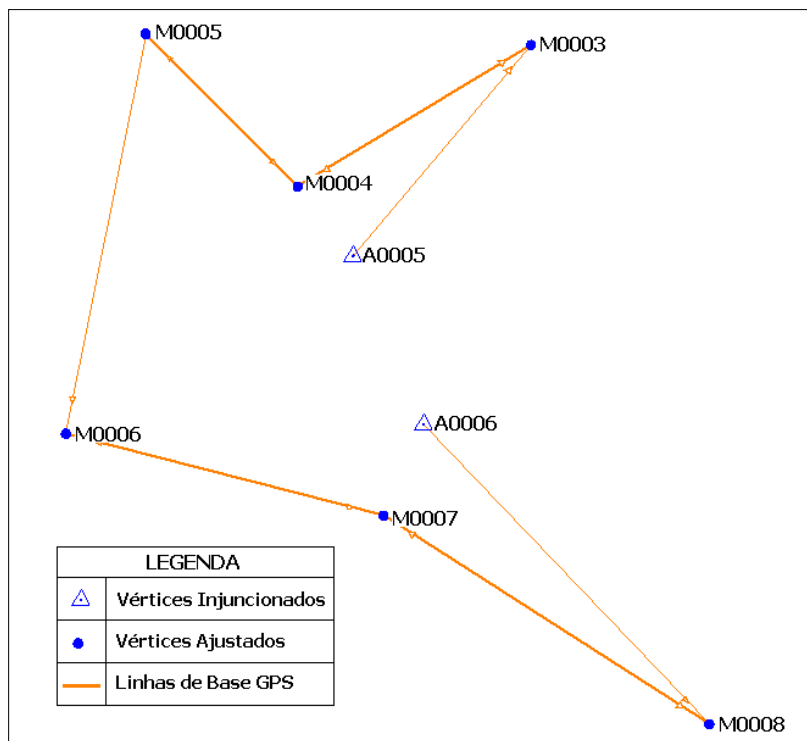 M0005
M0003
M0004
A0005
M0006
A0006
M0007
LEGENDA
Vértices Injuncionados
Vértices Ajustados
Linhas de Base GPS
M0008